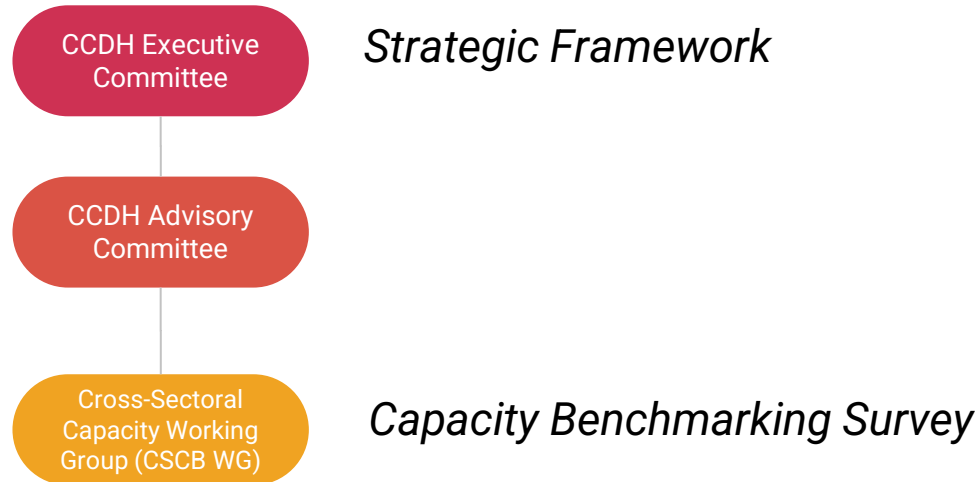 CCDH Executive
Committee
Strategic Framework
CCDH Advisory
Committee
Cross-Sectoral
Capacity Working
Group (CSCB WG)
Capacity Benchmarking Survey